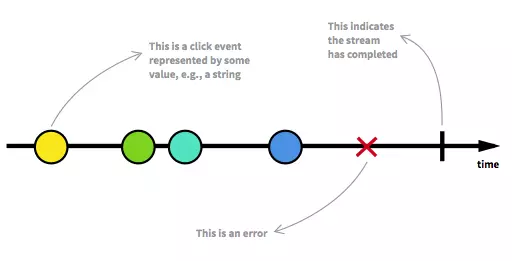 This is a click event
represented by some
value, e.g., a string
This indicates
the stream
has completed
time
This is an error